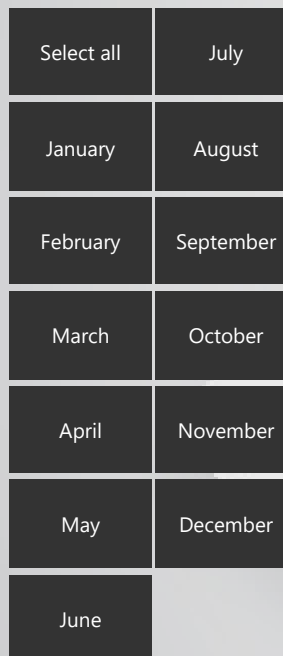 Select all
January
February
March
April
May
June
July
August
September
October
November
December